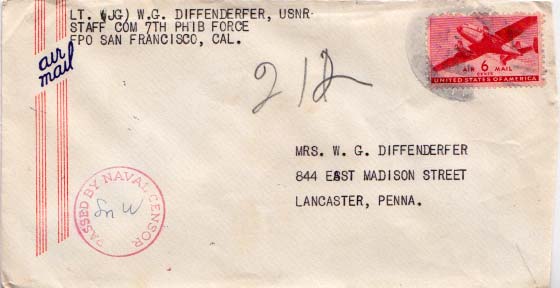 LT. (JG) W.G. DIFFENDERFER, USNR
STAFF COM 7TH PHIB FORCE
FPO SAN FRANCISCO, CAL.
air
mail
AIR 6 MAIL
CENTS
UNITED STATES OF AMERICA
212
MRS. W. G. DIFFENDERFER
844 EAST MADISON STREET
LANCASTER, PENNA.
PASSED BY NAVAL CENSOR